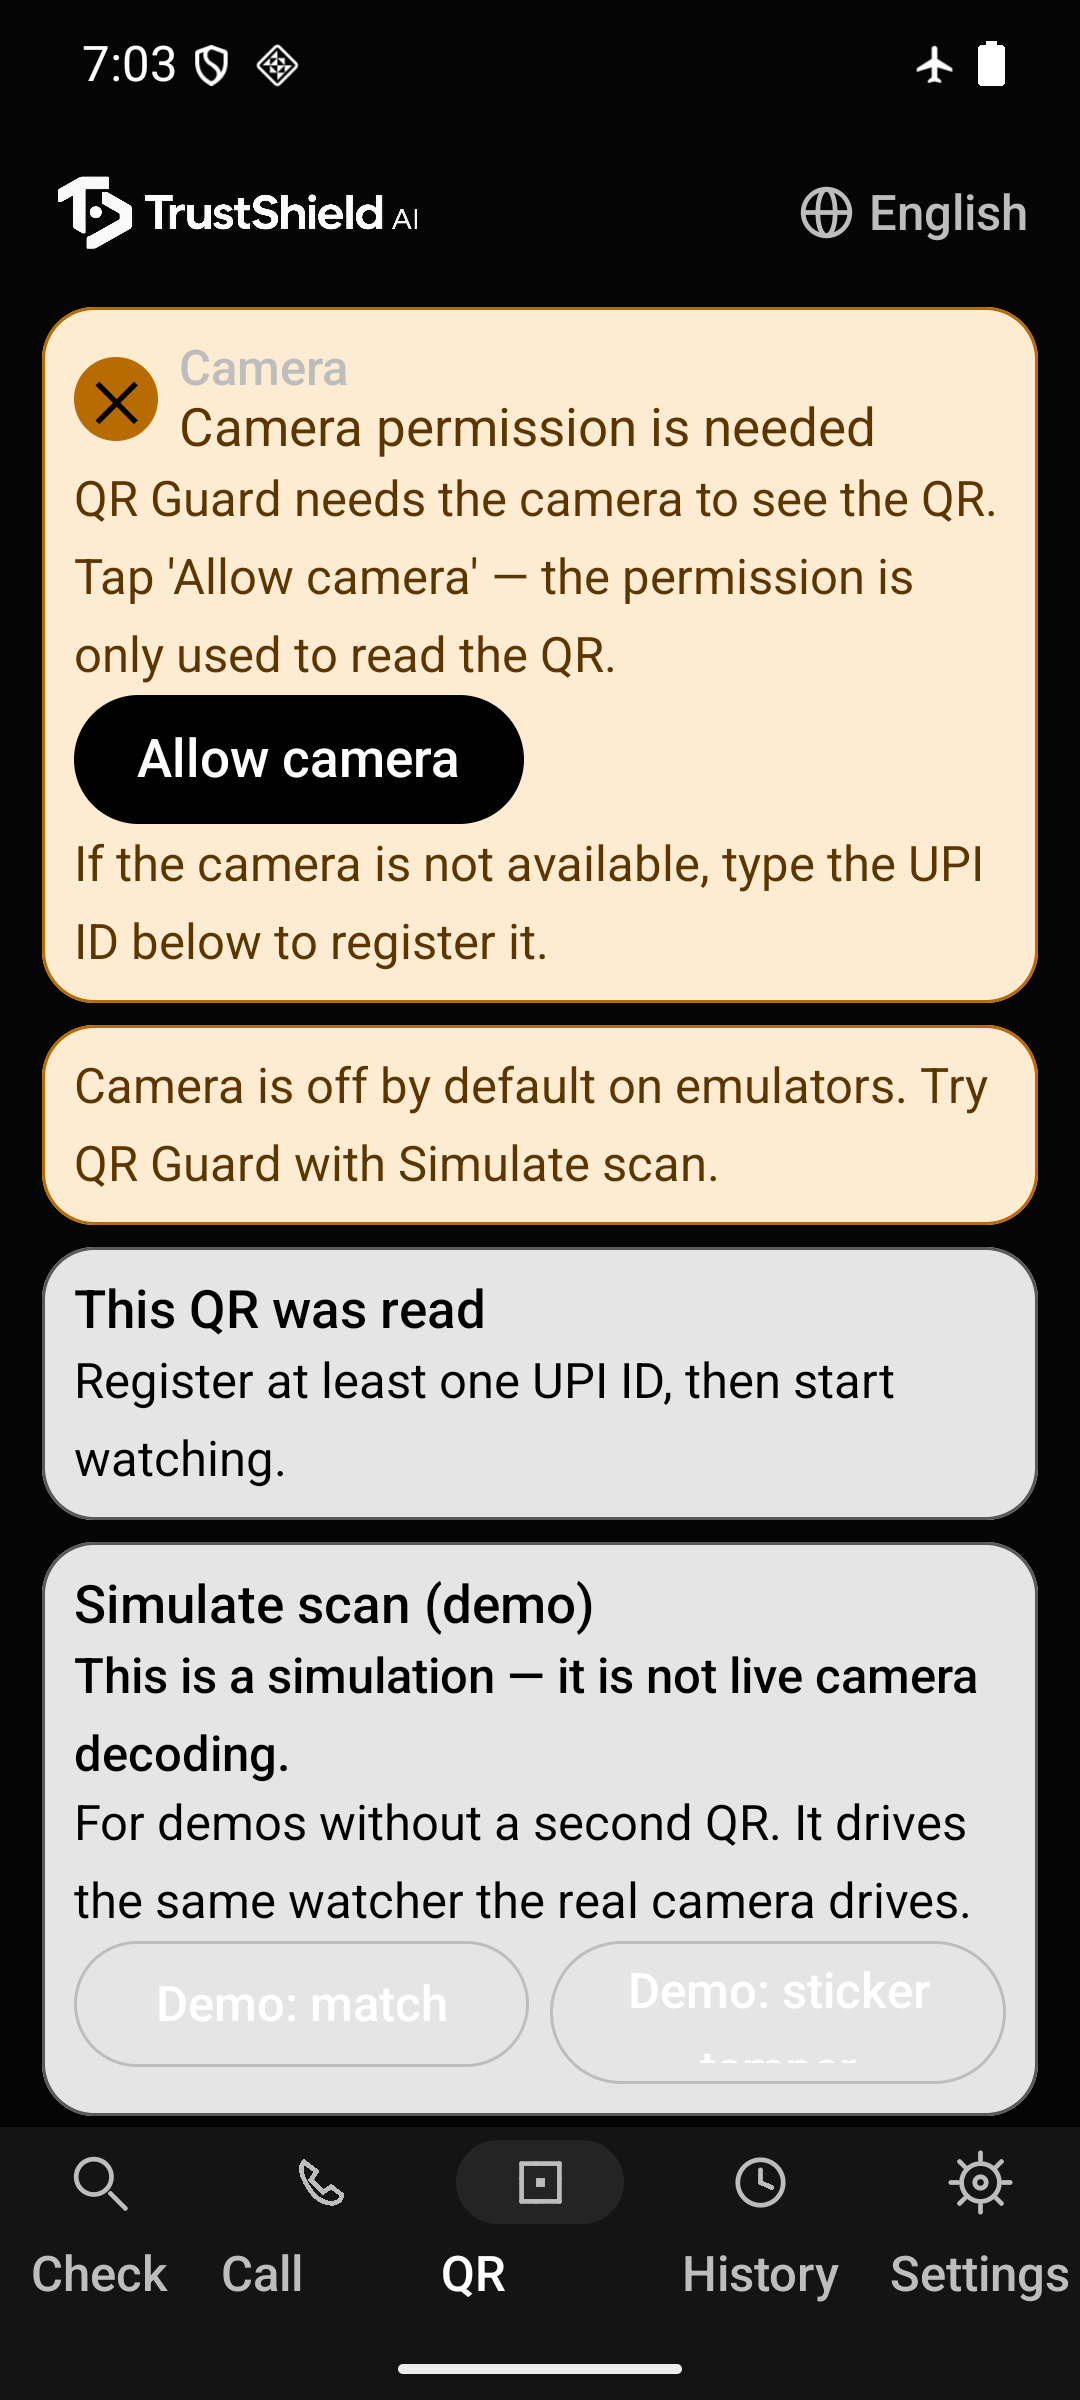 7:03
TrustShield AI
English
Camera
Camera permission is needed
QR Guard needs the camera to see the QR.
Tap 'Allow camera' — the permission is
only used to read the QR.
Allow camera
If the camera is not available, type the UPI
ID below to register it.
Camera is off by default on emulators. Try
QR Guard with Simulate scan.
This QR was read
Register at least one UPI ID, then start
watching.
Simulate scan (demo)
This is a simulation — it is not live camera
decoding.
For demos without a second QR. It drives
the same watcher the real camera drives.
Demo: match
Demo: sticker
Check
Call
QR
History
Settings